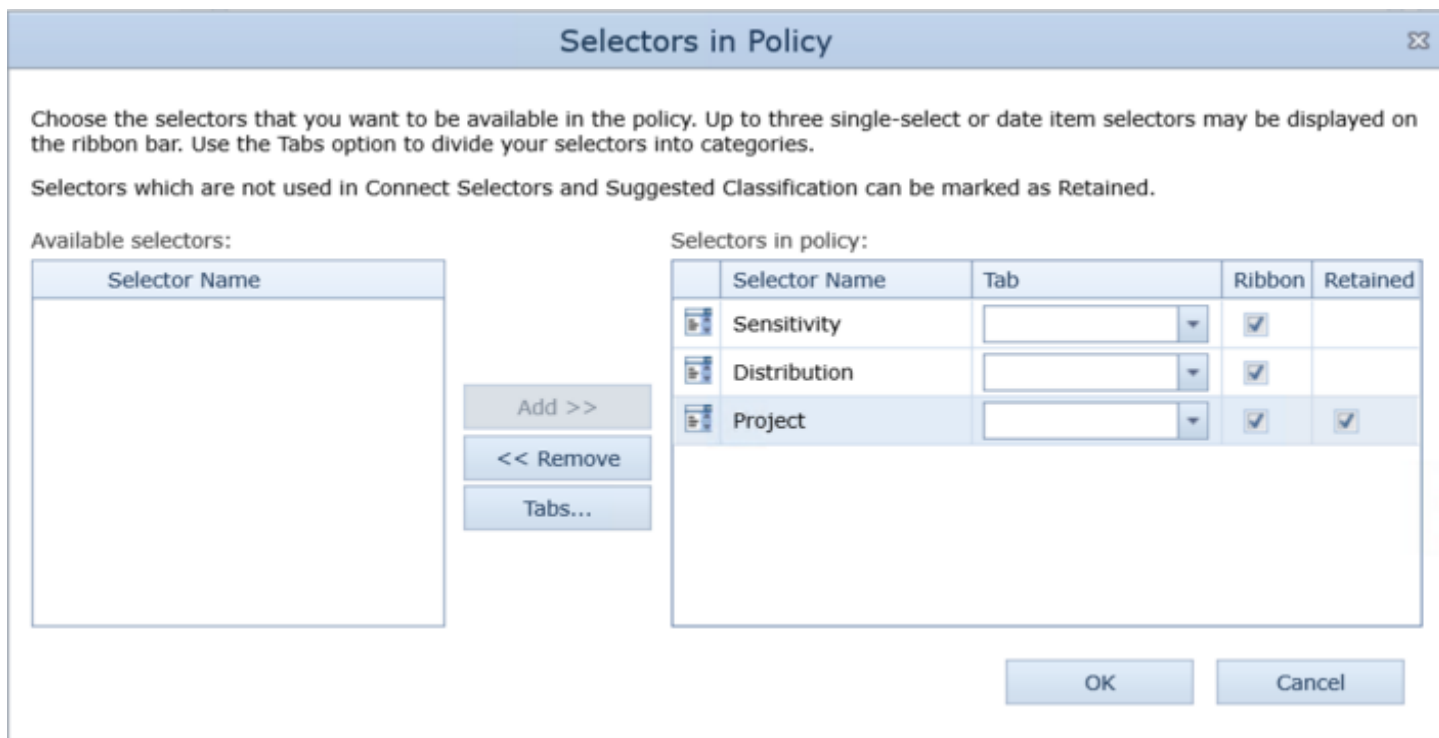 Selectors in Policy
Choose the selectors that you want to be available in the policy. Up to three single-select or date item selectors may be displayed on
the ribbon bar. Use the Tabs option to divide your selectors into categories.
Selectors which are not used in Connect Selectors and Suggested Classification can be marked as Retained.
Available selectors:
Selector Name
Add >>
<< Remove
Tabs...
Selectors in policy:
Selector Name Tab Ribbon Retained
Sensitivity
Distribution
Project
OK Cancel